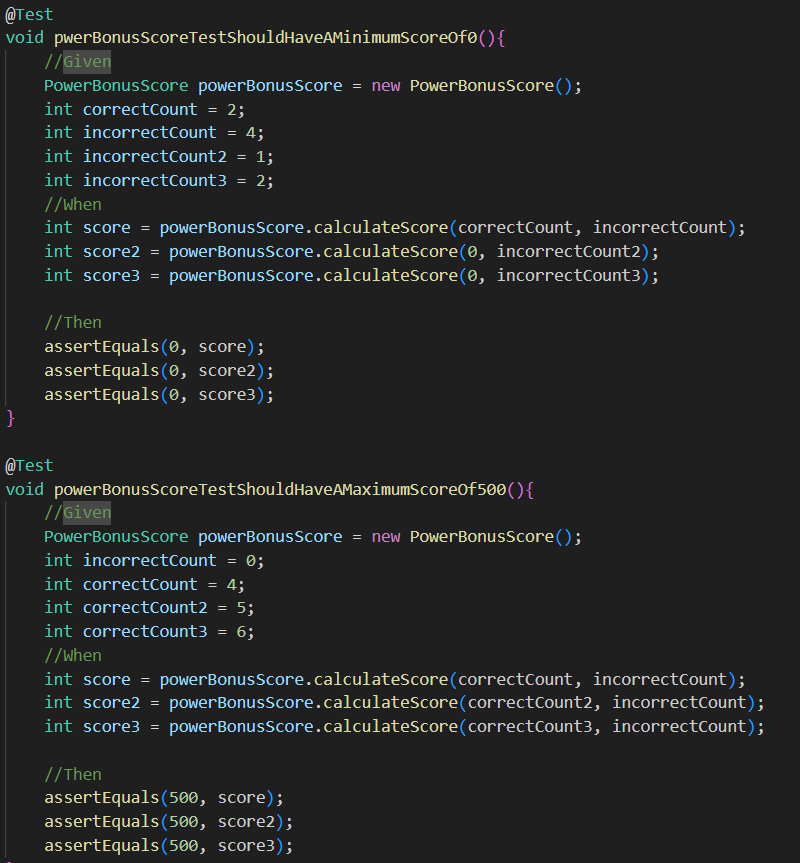 @Test
void pwerBonusScoreTestShouldHaveAMinimumScoreOf0(){
//Given
PowerBonusScore powerBonusScore = new PowerBonusScore();
int correctCount = 2;
int incorrectCount = 4;
int incorrectCount2 = 1;
int incorrectCount3 = 2;
//When
int score = powerBonusScore.calculateScore(correctCount, incorrectCount);
int score2 = powerBonusScore.calculateScore(0, incorrectCount2);
int score3 = powerBonusScore.calculateScore(0, incorrectCount3);
//Then
assertEquals(0, score);
assertEquals(0, score2);
assertEquals(0, score3);
}
@Test
void powerBonusScoreTestShouldHaveAMaximumScoreOf500(){
//Given
PowerBonusScore powerBonusScore = new PowerBonusScore();
int incorrectCount = 0;
int correctCount = 4;
int correctCount2 = 5;
int correctCount3 = 6;
//When
int score = powerBonusScore.calculateScore(correctCount, incorrectCount);
int score2 = powerBonusScore.calculateScore(correctCount2, incorrectCount);
int score3 = powerBonusScore.calculateScore(correctCount3, incorrectCount);
//Then
assertEquals(500, score);
assertEquals(500, score2);
assertEquals(500, score3);